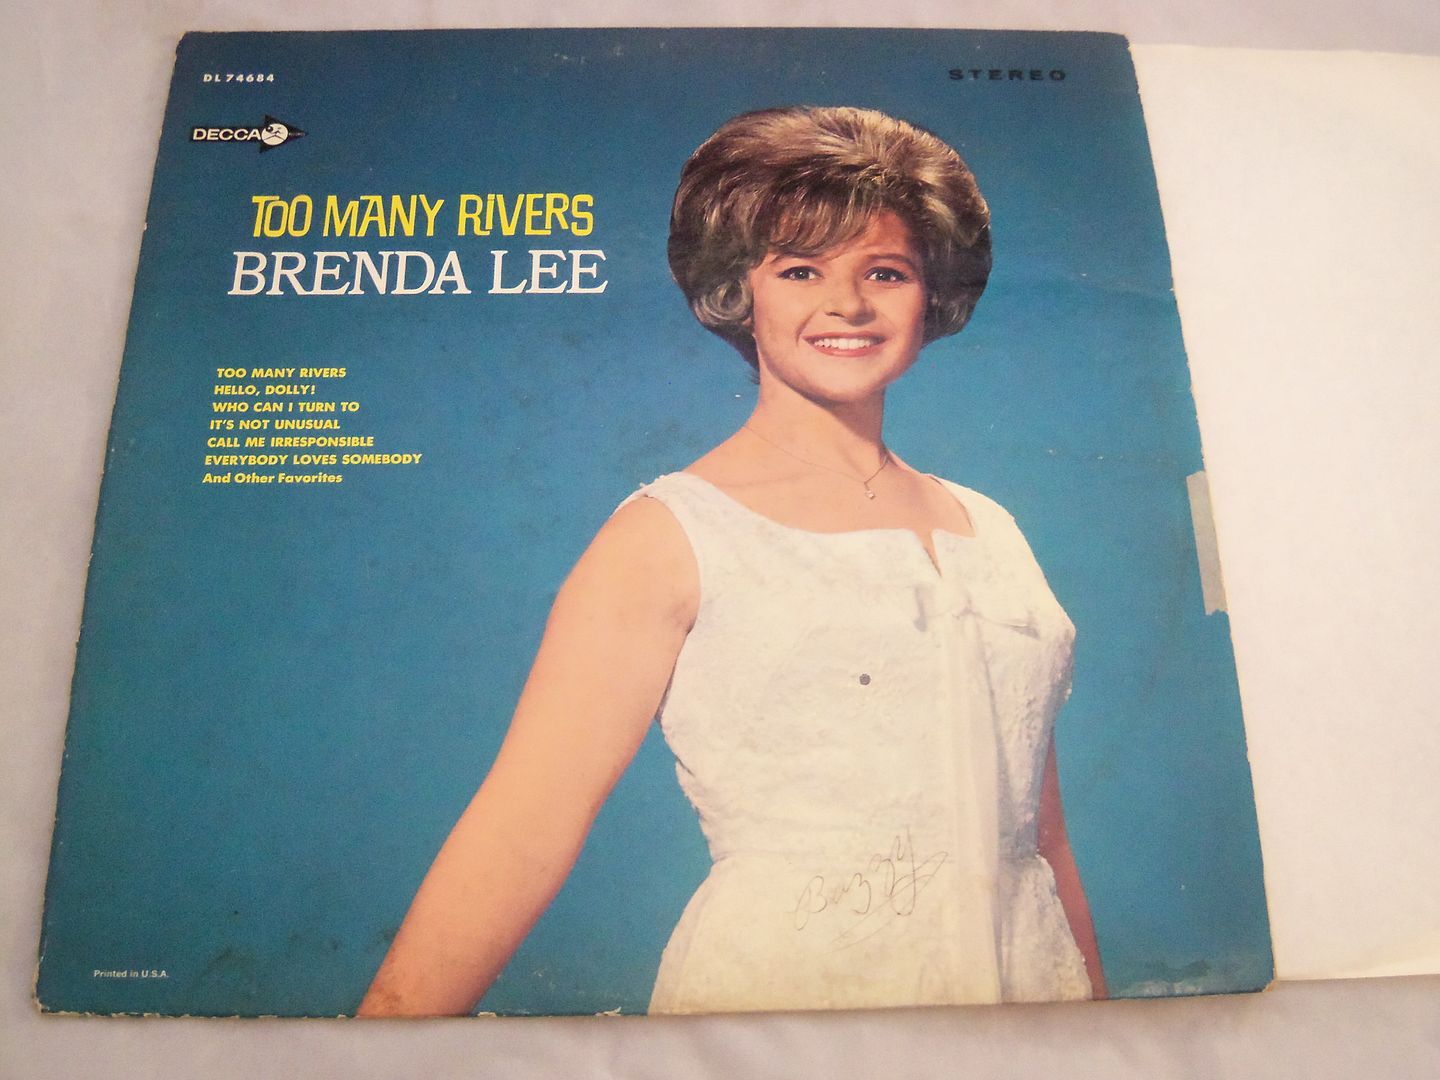 DL 74684
STEREO
DECCA
TOO MANY RIVERS
BRENDA LEE
TOO MANY RIVERS
HELLO, DOLLY!
WHO CAN I TURN TO
IT'S NOT UNUSUAL
CALL ME IRRESPONSIBLE
EVERYBODY LOVES SOMEBODY
And Other Favorites
Buzzy
Printed in U.S.A.